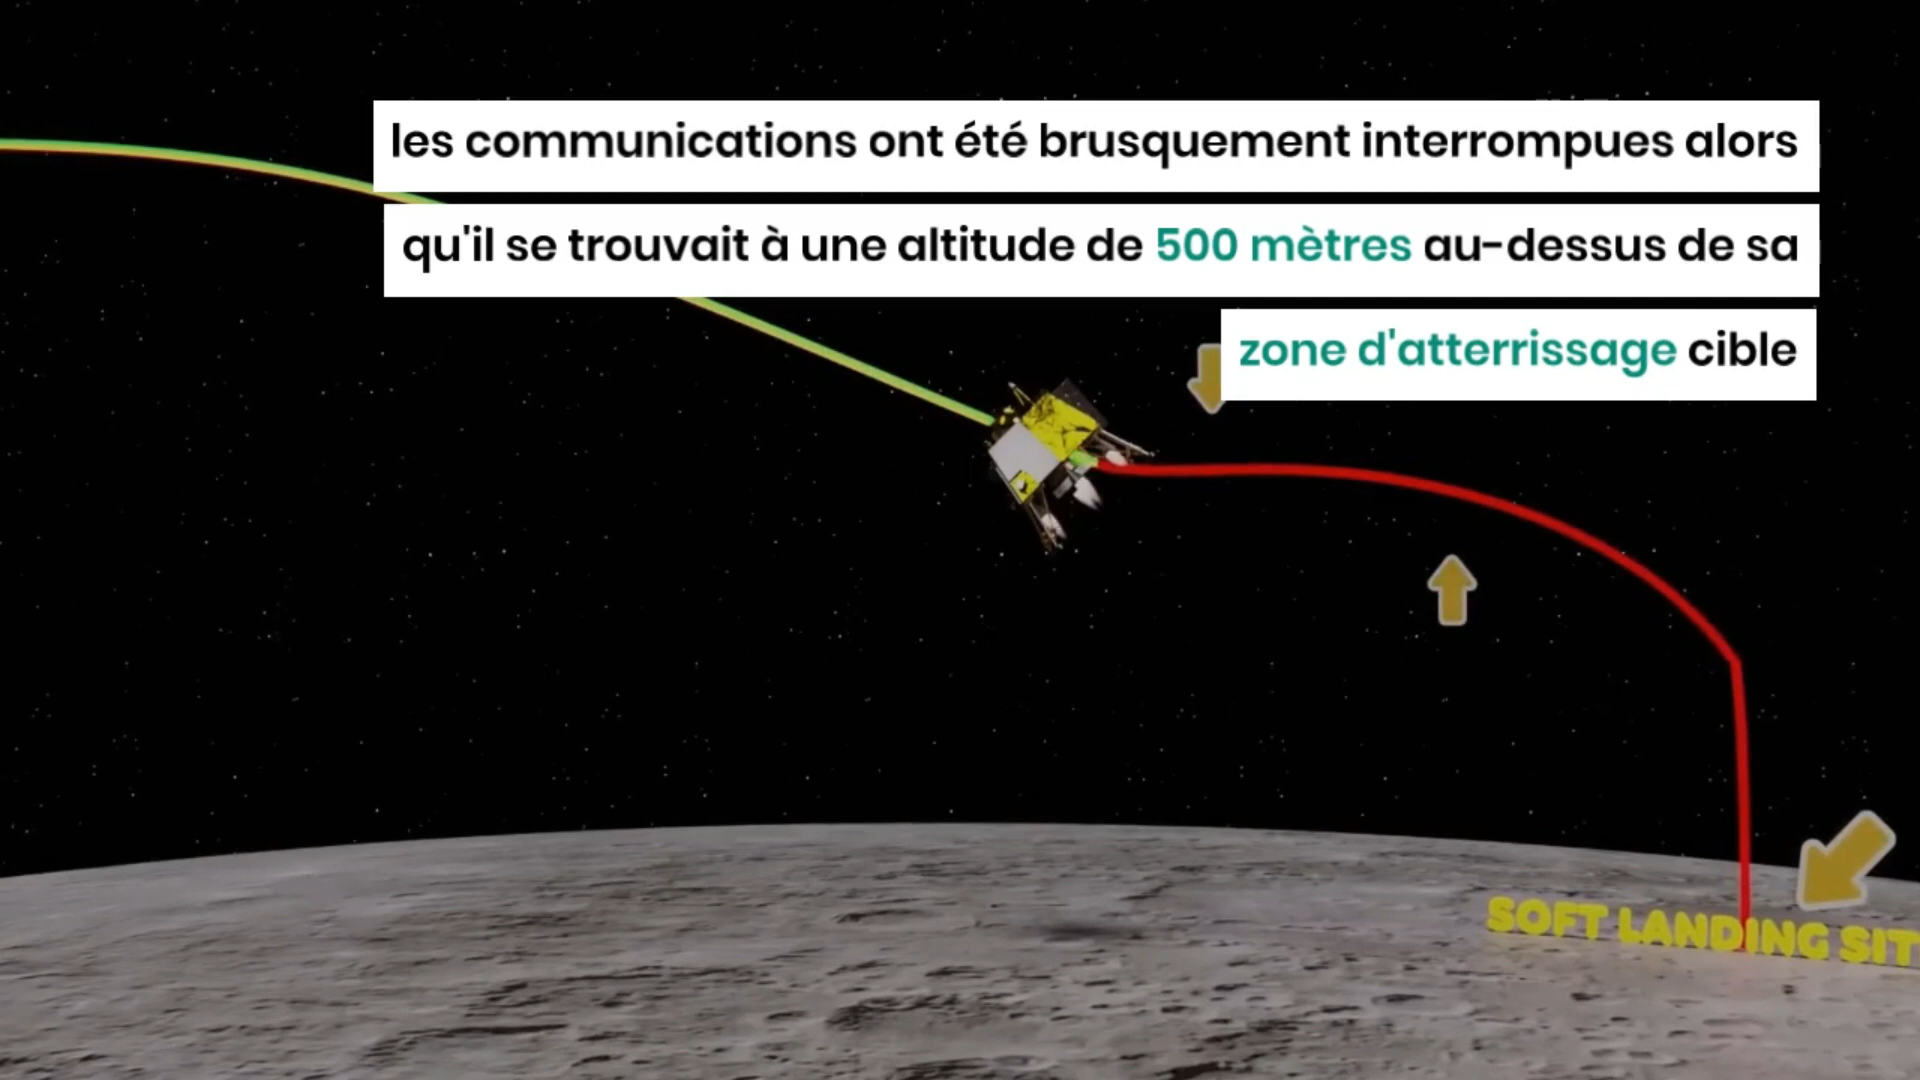 les communications ont été brusquement interrompues alors
qu'il se trouvait à une altitude de 500 mètres au-dessus de sa
zone d'atterrissage cible
SOFT LANDING SIT